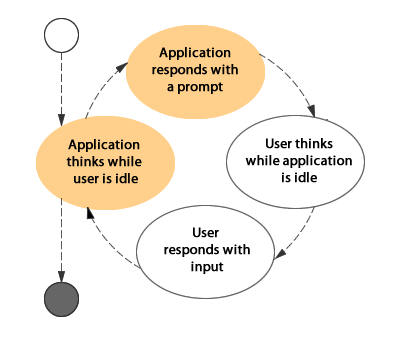 Application
responds with
a prompt
Application
thinks while
user is idle
User thinks
while application
is idle
User
responds with
input